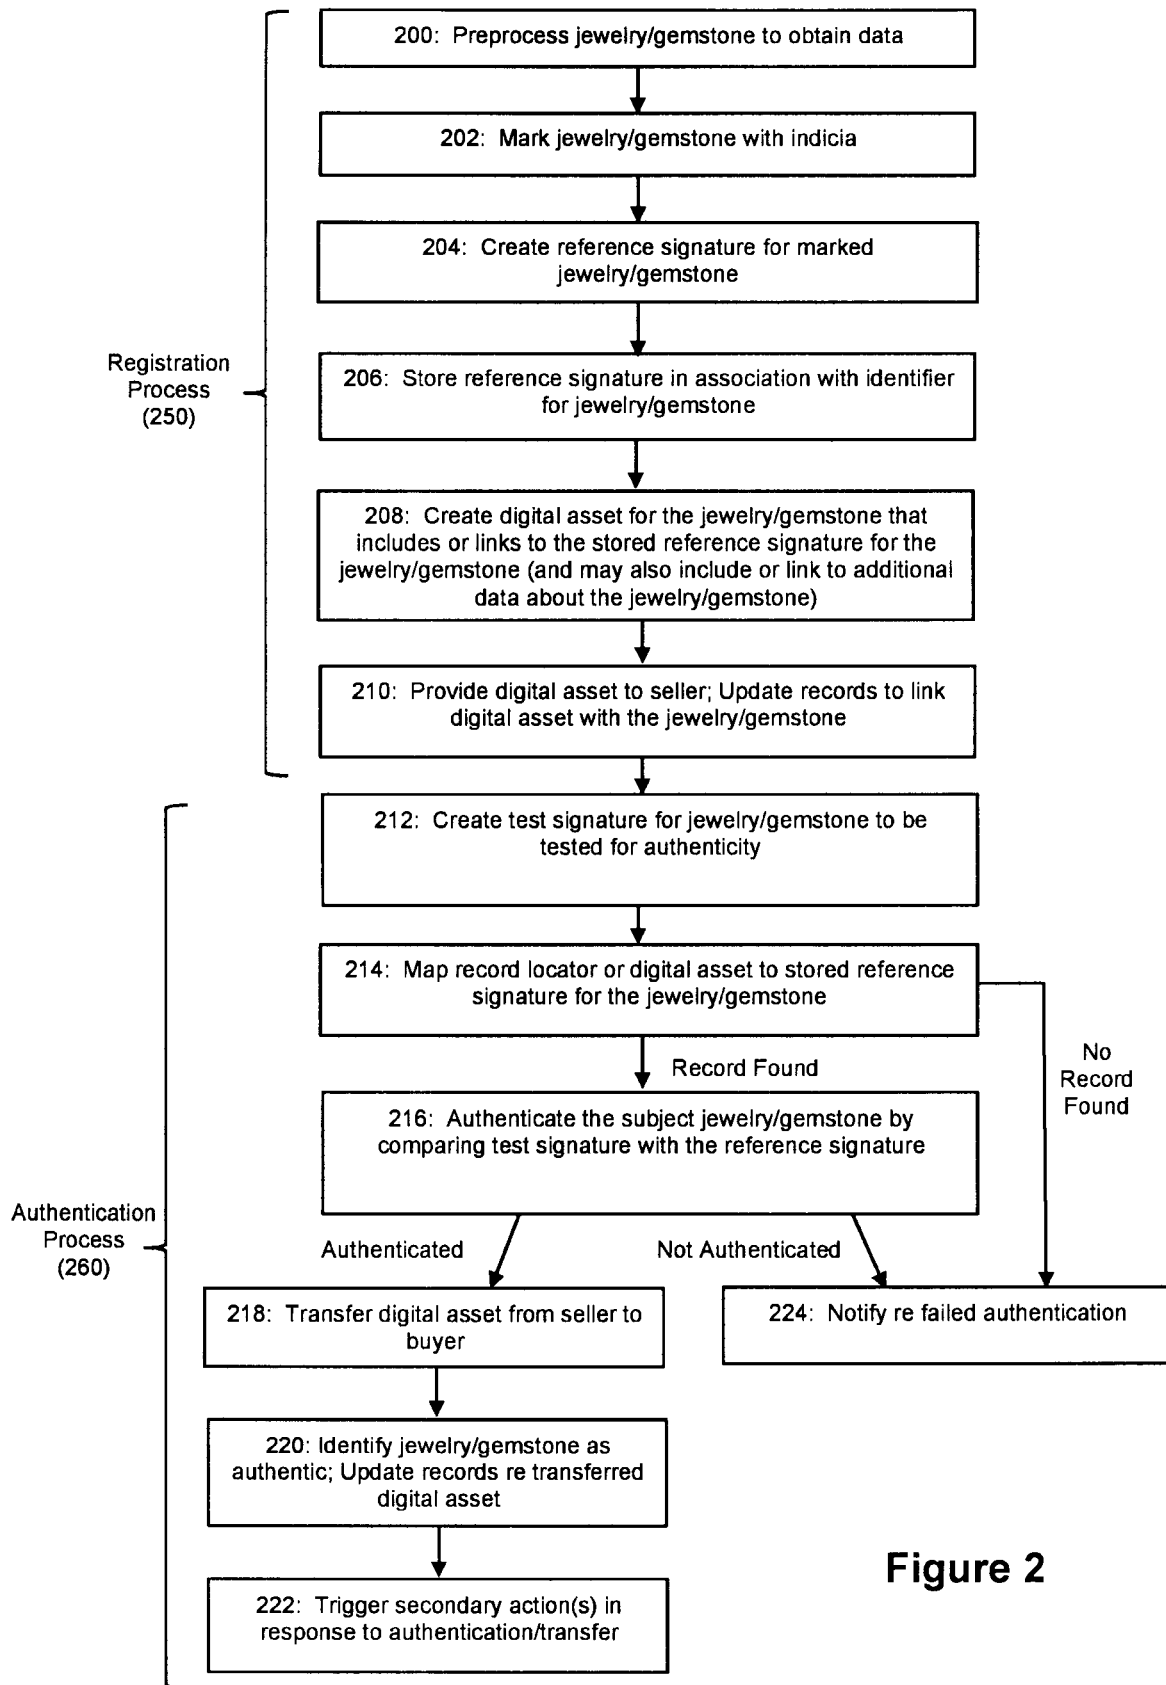 200: Preprocess jewelry/gemstone to obtain data
202: Mark jewelry/gemstone with indicia
204: Create reference signature for marked
jewelry/gemstone
Registration
Process
(250)
206: Store reference signature in association with identifier
for jewelry/gemstone
208: Create digital asset for the jewelry/gemstone that
includes or links to the stored reference signature for the
jewelry/gemstone (and may also include or link to additional
data about the jewelry/gemstone)
210: Provide digital asset to seller; Update records to link
digital asset with the jewelry/gemstone
212: Create test signature for jewelry/gemstone to be
tested for authenticity
214: Map record locator or digital asset to stored reference
signature for the jewelry/gemstone
Record Found
No
Record
Found
216: Authenticate the subject jewelry/gemstone by
comparing test signature with the reference signature
Authentication
Process
(260)
Authenticated
Not Authenticated
218: Transfer digital asset from seller to
buyer
224: Notify re failed authentication
220: Identify jewelry/gemstone as
authentic; Update records re transferred
digital asset
222: Trigger secondary action(s) in
response to authentication/transfer
Figure 2